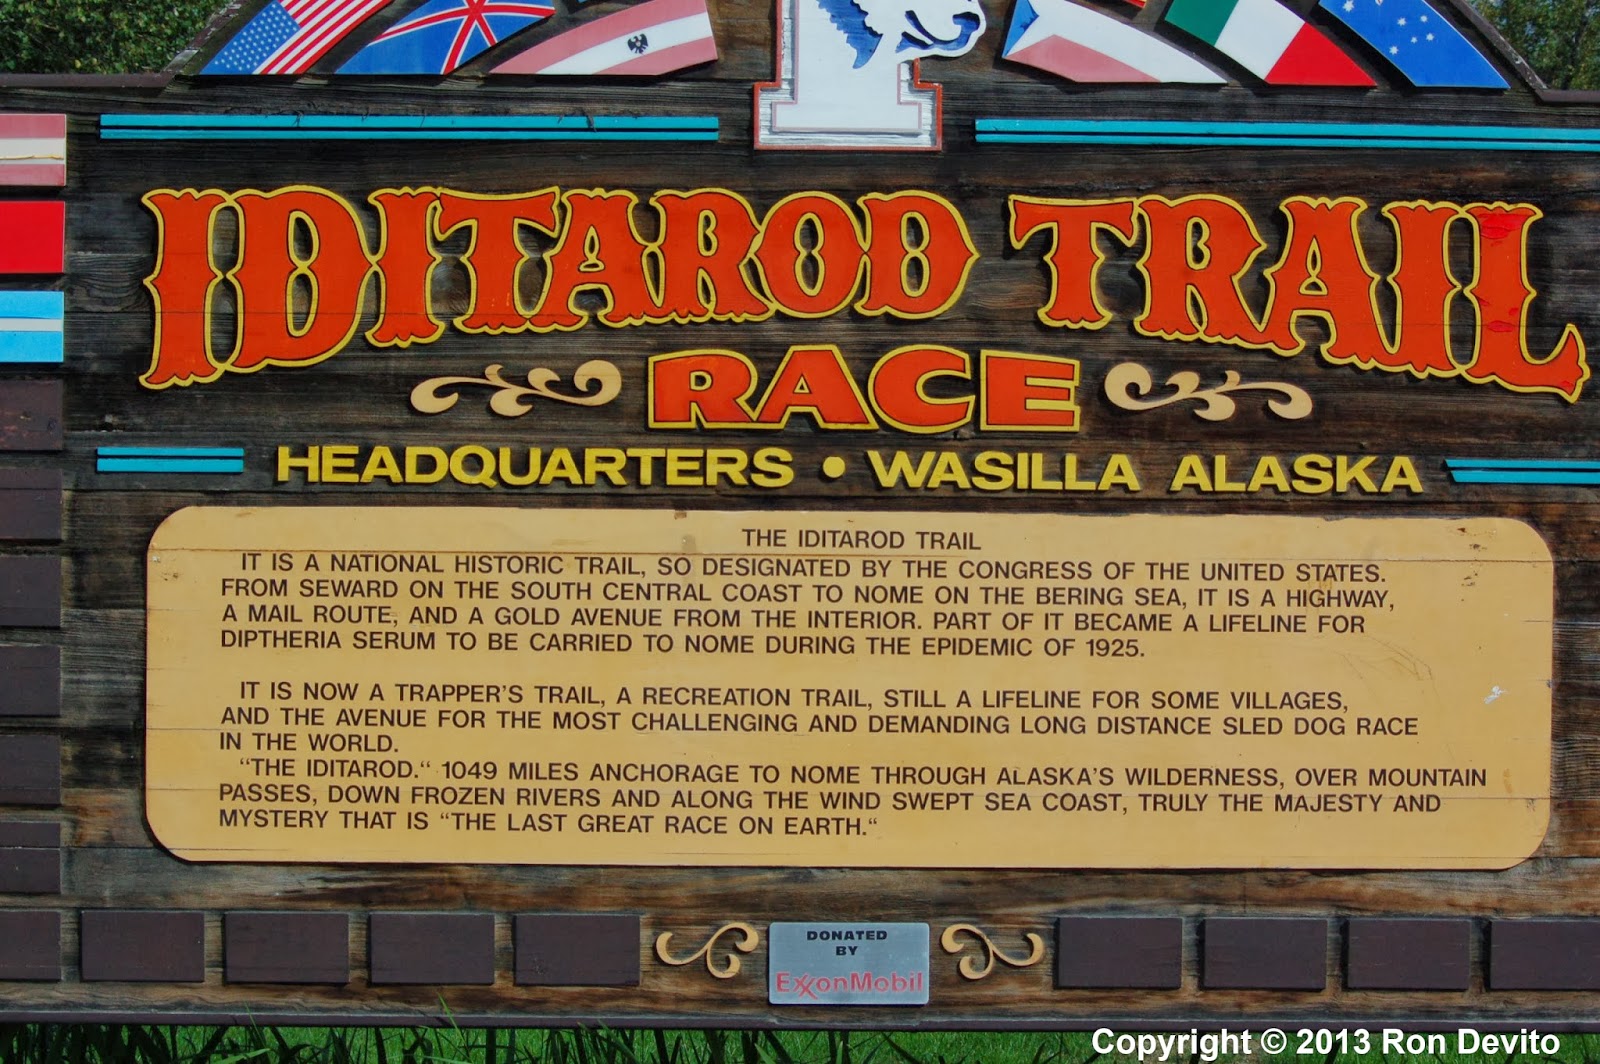 IDITAROD TRAIL
RACE
HEADQUARTERS • WASILLA ALASKA
THE IDITAROD TRAIL
IT IS A NATIONAL HISTORIC TRAIL, SO DESIGNATED BY THE CONGRESS OF THE UNITED STATES.
FROM SEWARD ON THE SOUTH CENTRAL COAST TO NOME ON THE BERING SEA, IT IS A HIGHWAY,
A MAIL ROUTE, AND A GOLD AVENUE FROM THE INTERIOR. PART OF IT BECAME A LIFELINE FOR
DIPTHERIA SERUM TO BE CARRIED TO NOME DURING THE EPIDEMIC OF 1925.
IT IS NOW A TRAPPER'S TRAIL, A RECREATION TRAIL, STILL A LIFELINE FOR SOME VILLAGES,
AND THE AVENUE FOR THE MOST CHALLENGING AND DEMANDING LONG DISTANCE SLED DOG RACE
IN THE WORLD.
“THE IDITAROD.“ 1049 MILES ANCHORAGE TO NOME THROUGH ALASKA'S WILDERNESS, OVER MOUNTAIN
PASSES, DOWN FROZEN RIVERS AND ALONG THE WIND SWEPT SEA COAST, TRULY THE MAJESTY AND
MYSTERY THAT IS “THE LAST GREAT RACE ON EARTH.“
DONATED
BY
ExxonMobil
Copyright © 2013 Ron Devito